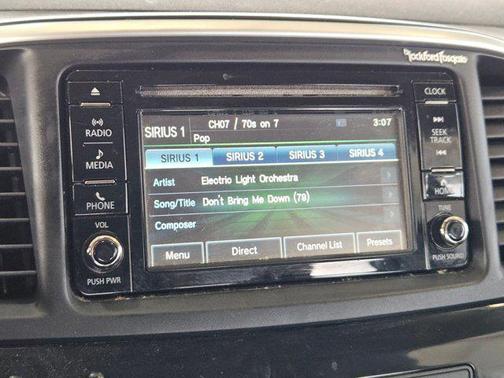 Rockford Fosgate
CLOCK
RADIO
MEDIA
PHONE
VOL
PUSH PWR
SIRIUS 1
CH07 / 70s on 7
3:07
Pop
SIRIUS 1 SIRIUS 2 SIRIUS 3 SIRIUS 4
Artist Electric Light Orchestra
Song/Title Don't Bring Me Down (79)
Composer
Menu Direct Channel List Presets
SEEK
TRACK
HOME
TUNE
PUSH SOUND